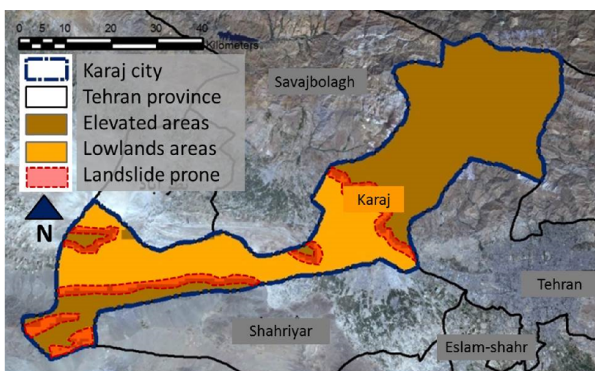 0 5 10 20 30 40
Kilometers
Karaj city
Tehran province
Elevated areas
Lowlands areas
Landslide prone
N
Savajbolagh
Karaj
Tehran
Shahriyar
Eslam-shahr